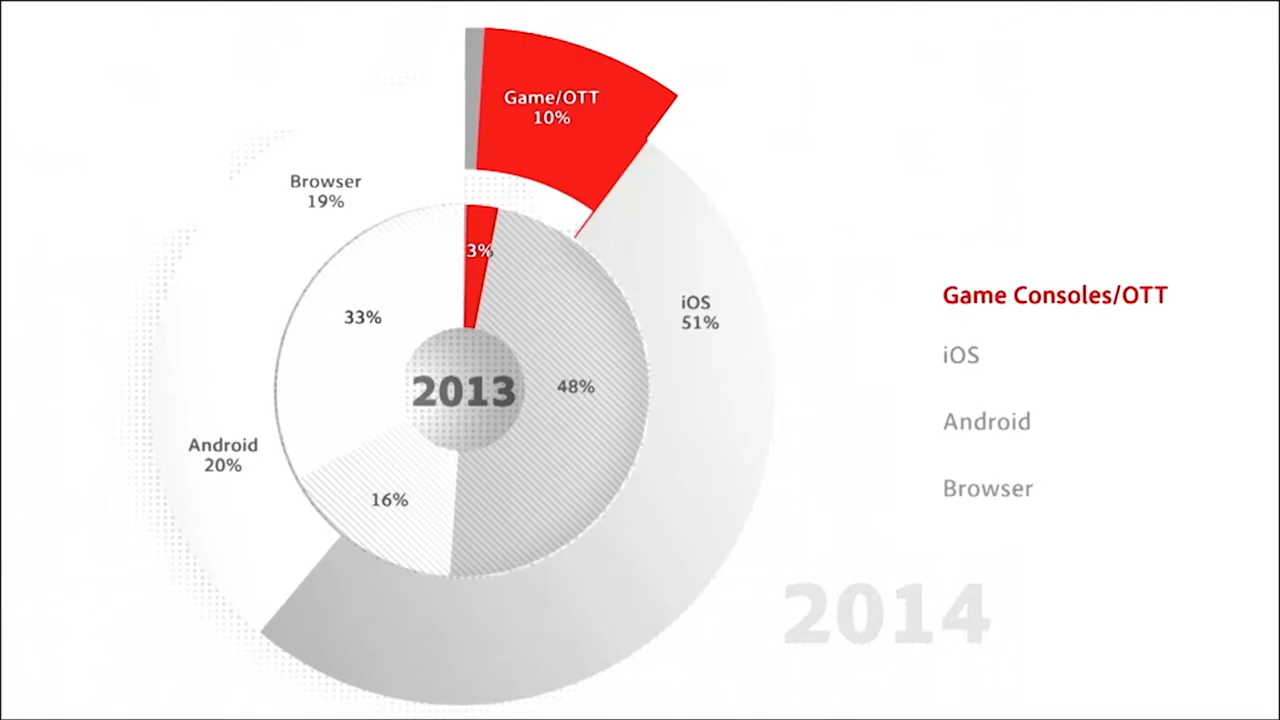 Game/OTT
10%
Browser
19%
3%
iOS
51%
33%
2013
48%
Android
20%
16%
Game Consoles/OTT
iOS
Android
Browser
2014